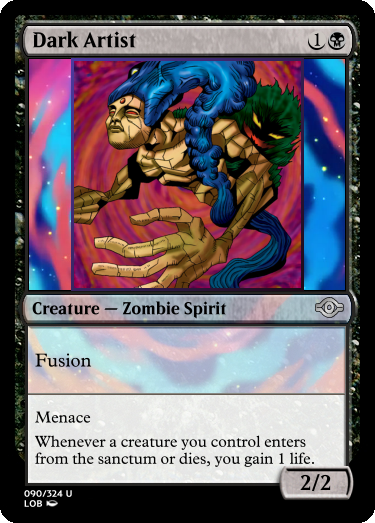 Dark Artist 1
Creature — Zombie Spirit
Fusion
Menace
Whenever a creature you control enters
from the sanctum or dies, you gain 1 life.
2/2
090/324 U
LOB